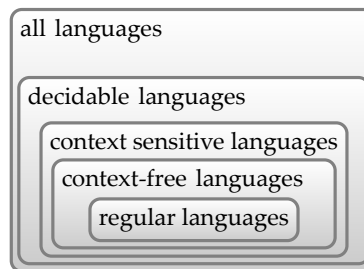 all languages
decidable languages
context sensitive languages
context-free languages
regular languages